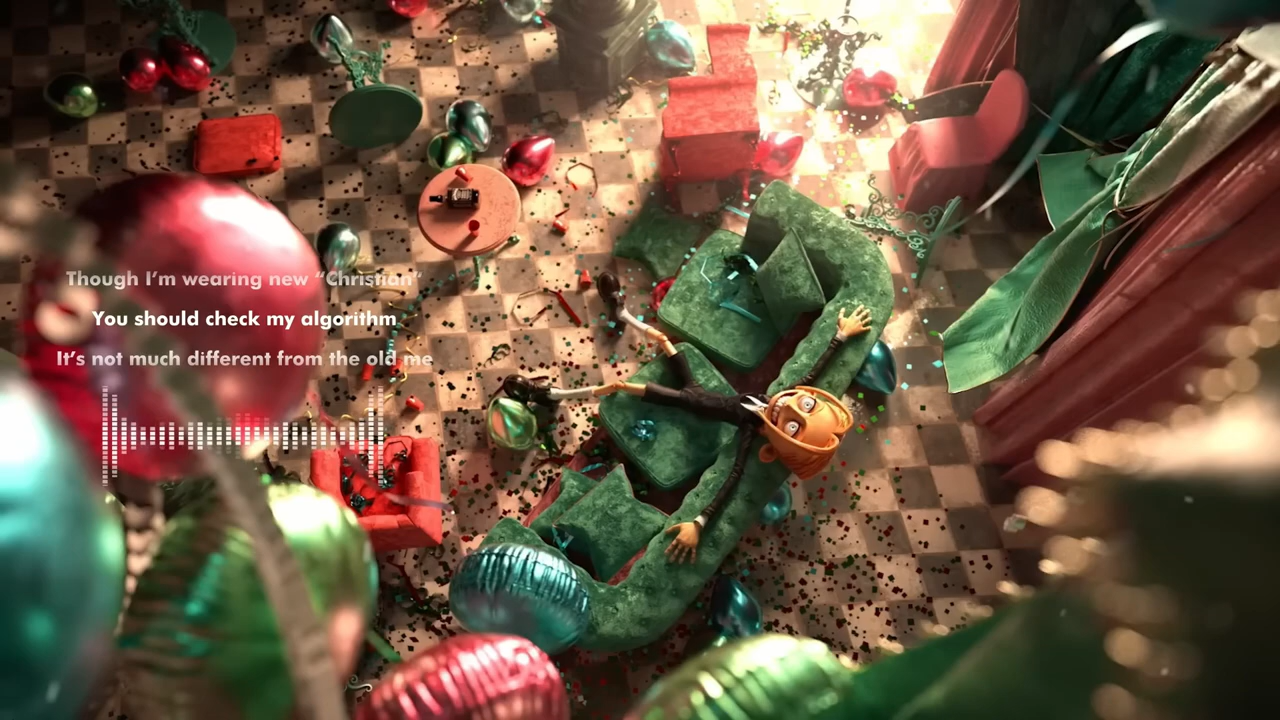 Though I’m wearing new “Christian“
You should check my algorithm
It’s not much different from the old me